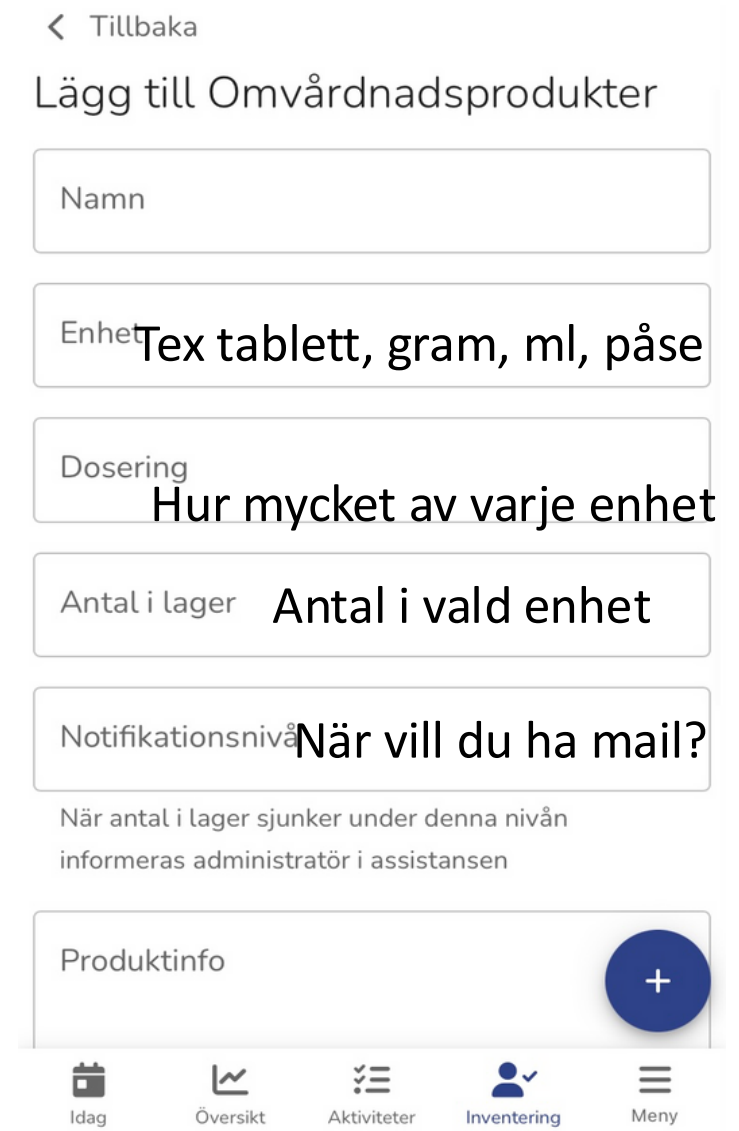 Tillbaka
Lägg till Omvårdnadsprodukter
Namn
Enhet Tex tablett, gram, ml, påse
Dosering
Hur mycket av varje enhet
Antal i lager Antal i vald enhet
Notifikationsnivå När vill du ha mail?
När antal i lager sjunker under denna nivån
informeras administratör i assistansen
Produktinfo
+
Idag Översikt Aktiviteter Inventering Meny